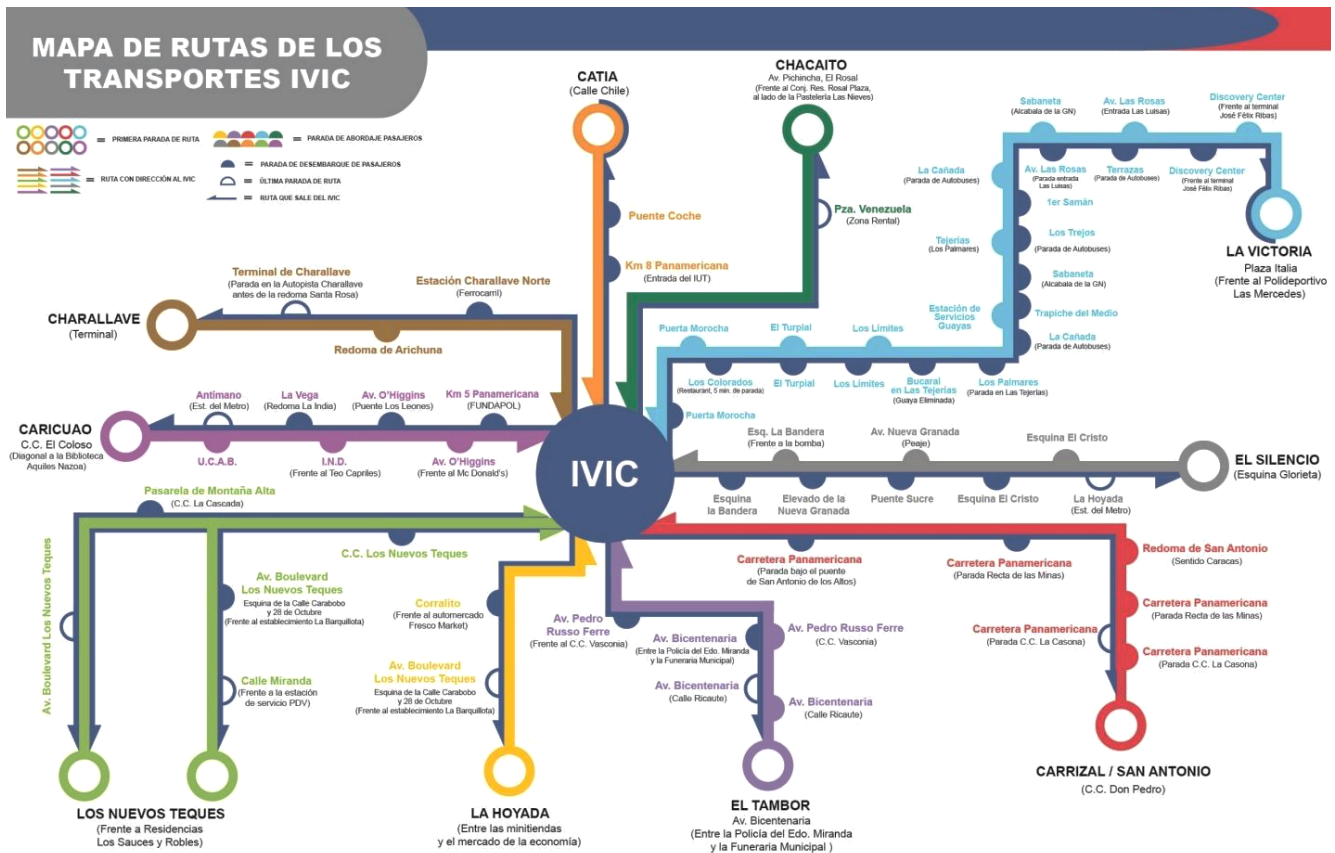 MAPA DE RUTAS DE LOS
TRANSPORTES IVIC
= PRIMERA PARADA DE RUTA
= PARADA DE ABORDAJE PASAJEROS
= PARADA DE DESEMBARQUE DE PASAJEROS
= RUTA CON DIRECCIÓN AL IVIC
= ÚLTIMA PARADA DE RUTA
= RUTA QUE SALE DEL IVIC
CATIA
(Calle Chile)
Puente Coche
Km 8 Panamericana
(Entrada del IUT)
CHACAITO
Av. Pichincha, El Rosal
(Frente al Conj. Res. Rosal Plaza,
al lado de la Pastelería Las Nieves)
Pza. Venezuela
(Zona Rental)
Sabaneta
(Alcabala de la GN)
Av. Las Rosas
(Entrada Las Luisas)
Discovery Center
(Frente al terminal
José Félix Ribas)
La Cañada
(Parada de Autobuses)
Av. Las Rosas
(Parada entrada
Las Luisas)
Terrazas
(Parada de Autobuses)
Discovery Center
(Frente al terminal
José Félix Ribas)
1er Samán
Tejerías
(Los Palmares)
Los Trejos
(Parada de Autobuses)
LA VICTORIA
Plaza Italia
(Frente al Polideportivo
Las Mercedes)
Sabaneta
(Alcabala de la GN)
Estación de
Servicios
Guayas
Trapiche del Medio
La Cañada
(Parada de Autobuses)
Puerta Morocha
El Turpial
Los Límites
Los Colorados
(Restaurant, 5 min. de parada)
El Turpial
Los Límites
Bucaral
en Las Tejerías
(Guaya Eliminada)
Los Palmares
(Parada en Las Tejerías)
Puerta Morocha
Terminal de Charallave
(Parada en la Autopista Charallave
antes de la redoma Santa Rosa)
Estación Charallave Norte
(Ferrocarril)
CHARALLAVE
(Terminal)
Redoma de Arichuna
Antímano
(Est. del Metro)
La Vega
(Redoma La India)
Av. O'Higgins
(Puente Los Leones)
Km 5 Panamericana
(FUNDAPOL)
CARICUAO
C.C. El Coloso
(Diagonal a la Biblioteca
Aquiles Nazoa)
U.C.A.B.
I.N.D.
(Frente al Teo Capriles)
Av. O'Higgins
(Frente al Mc Donald's)
IVIC
Esq. La Bandera
(Frente a la bomba)
Av. Nueva Granada
(Peaje)
Esquina El Cristo
EL SILENCIO
(Esquina Glorieta)
Esquina
la Bandera
Elevado de la
Nueva Granada
Puente Sucre
Esquina El Cristo
La Hoyada
(Est. del Metro)
Pasarela de Montaña Alta
(C.C. La Cascada)
C.C. Los Nuevos Teques
Av. Boulevard Los Nuevos Teques
Av. Boulevard
Los Nuevos Teques
Esquina de la Calle Carabobo
y 28 de Octubre
(Frente al establecimiento La Barquillota)
Calle Miranda
(Frente a la estación
de servicio PDV)
LOS NUEVOS TEQUES
(Frente a Residencias
Los Sauces y Robles)
Corralito
(Frente al automercado
Fresco Market)
Av. Boulevard
Los Nuevos Teques
Esquina de la Calle Carabobo
y 28 de Octubre
(Frente al establecimiento La Barquillota)
LA HOYADA
(Entre las minitiendas
y el mercado de la economía)
Av. Pedro
Russo Ferre
(Frente al C.C. Vasconia)
Av. Bicentenaria
(Entre la Policía del Edo. Miranda
y la Funeraria Municipal)
Av. Bicentenaria
(Calle Ricaute)
Av. Pedro Russo Ferre
(C.C. Vasconia)
Av. Bicentenaria
(Calle Ricaute)
EL TAMBOR
Av. Bicentenaria
(Entre la Policía del Edo. Miranda
y la Funeraria Municipal )
Carretera Panamericana
(Parada bajo el puente
de San Antonio de los Altos)
Carretera Panamericana
(Parada Recta de las Minas)
Redoma de San Antonio
(Sentido Caracas)
Carretera Panamericana
(Parada Recta de las Minas)
Carretera Panamericana
(Parada C.C. La Casona)
Carretera Panamericana
(Parada C.C. La Casona)
CARRIZAL / SAN ANTONIO
(C.C. Don Pedro)